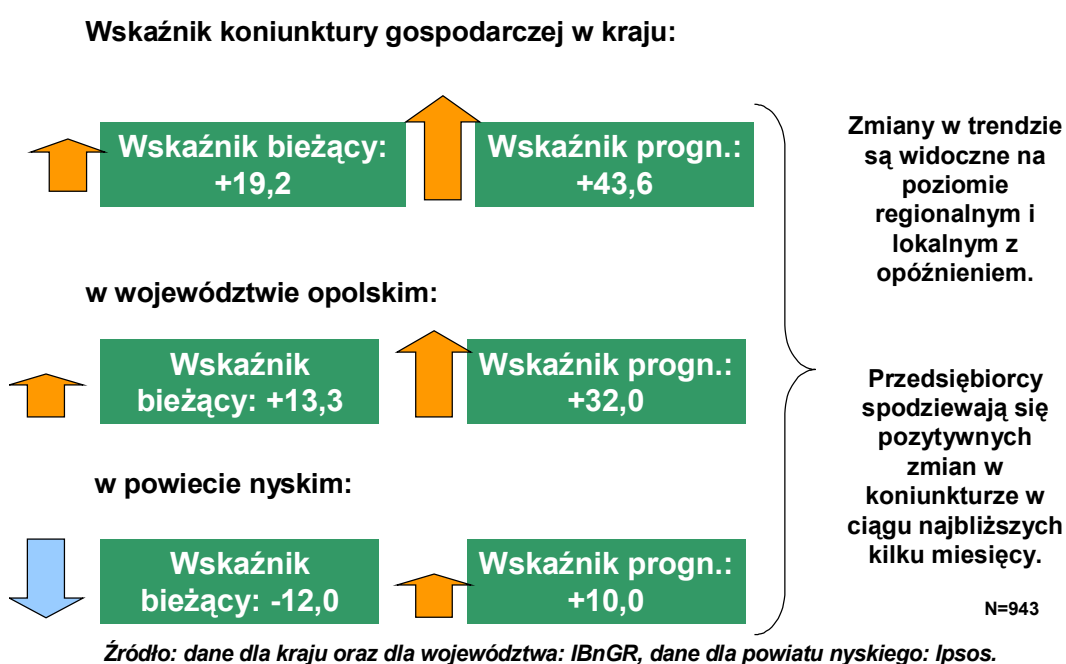 Wskaźnik koniunktury gospodarczej w kraju:
Wskaźnik bieżący:
+19,2
Wskaźnik progn.:
+43,6
w województwie opolskim:
Wskaźnik
bieżący: +13,3
Wskaźnik progn.:
+32,0
w powiecie nyskim:
Wskaźnik
bieżący: -12,0
Wskaźnik progn.:
+10,0
Zmiany w trendzie
są widoczne na
poziomie
regionalnym i
lokalnym z
opóźnieniem.
Przedsiębiorcy
spodziewają się
pozytywnych
zmian w
koniunkturze w
ciągu najbliższych
kilku miesięcy.
N=943
Źródło: dane dla kraju oraz dla województwa: IBnGR, dane dla powiatu nyskiego: Ipsos.